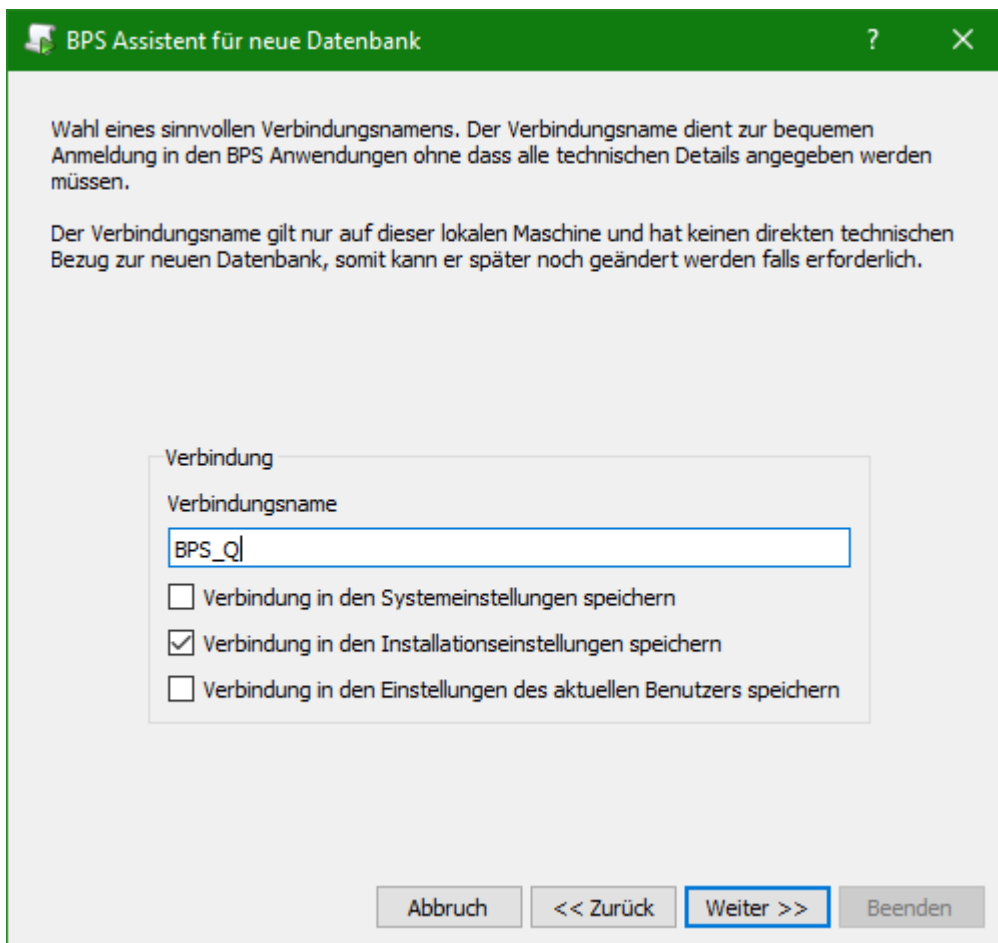 BPS Assistent für neue Datenbank
?
Wahl eines sinnvollen Verbindungsnamens. Der Verbindungsname dient zur bequemen
Anmeldung in den BPS Anwendungen ohne dass alle technischen Details angegeben werden
müssen.
Der Verbindungsname gilt nur auf dieser lokalen Maschine und hat keinen direkten technischen
Bezug zur neuen Datenbank, somit kann er später noch geändert werden falls erforderlich.
Verbindung
Verbindungsname
BPS_Q
Verbindung in den Systemeinstellungen speichern
Verbindung in den Installationseinstellungen speichern
Verbindung in den Einstellungen des aktuellen Benutzers speichern
Abbruch
<< Zurück
Weiter >>
Beenden